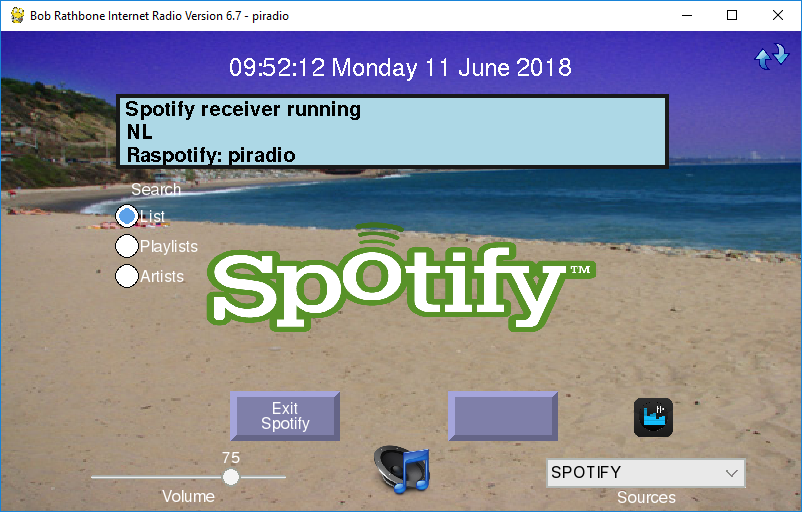 Bob Rathbone Internet Radio Version 6.7 - piradio
09:52:12 Monday 11 June 2018
Spotify receiver running
NL
Raspotify: piradio
Search
List
Playlists
Artists
Spotify™
Exit
Spotify
75
Volume
SPOTIFY
Sources